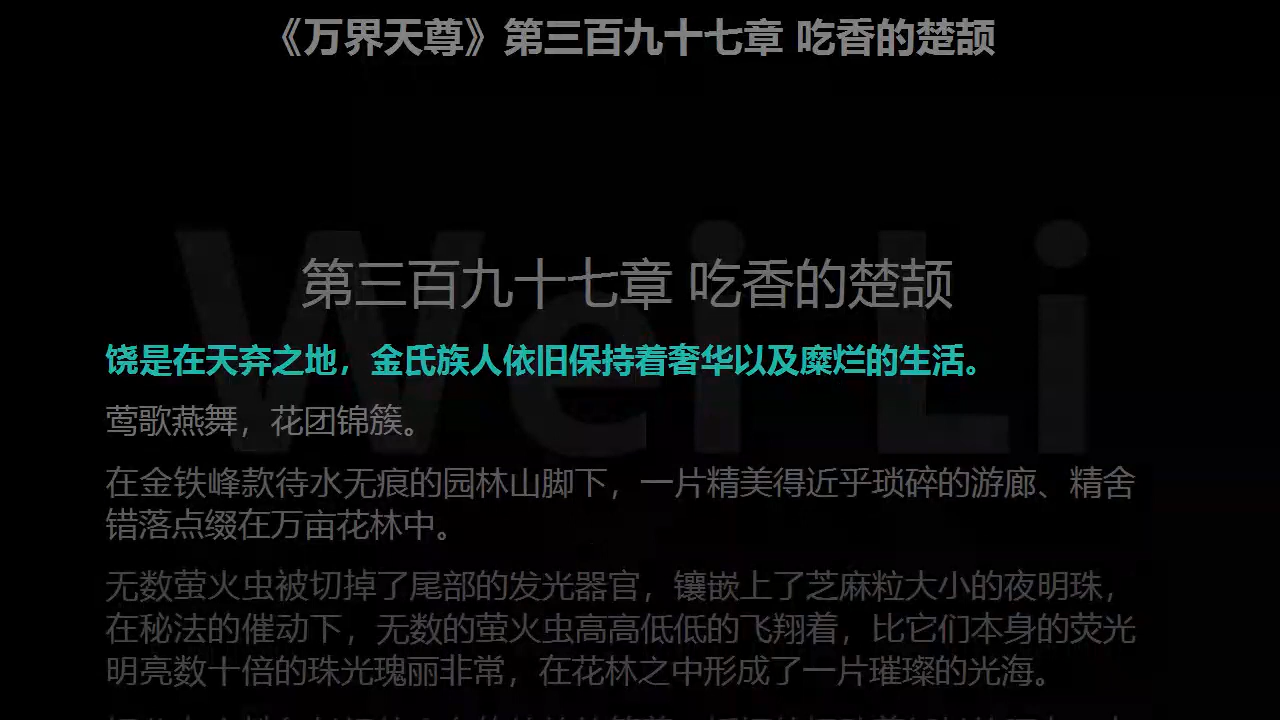 《万界天尊》第三百九十七章 吃香的楚颉
Wei Li
第三百九十七章 吃香的楚颉
饶是在天弃之地，金氏族人依旧保持着奢华以及糜烂的生活。
莺歌燕舞，花团锦簇。
在金铁峰款待水无痕的园林山脚下，一片精美得近乎琐碎的游廊、精舍
错落点缀在万亩花林中。
无数萤火虫被切掉了尾部的发光器官，镶嵌上了芝麻粒大小的夜明珠，
在秘法的催动下，无数的萤火虫高高低低的飞翔着，比它们本身的荧光
明亮数十倍的珠光瑰丽非常，在花林之中形成了一片璀璨的光海。